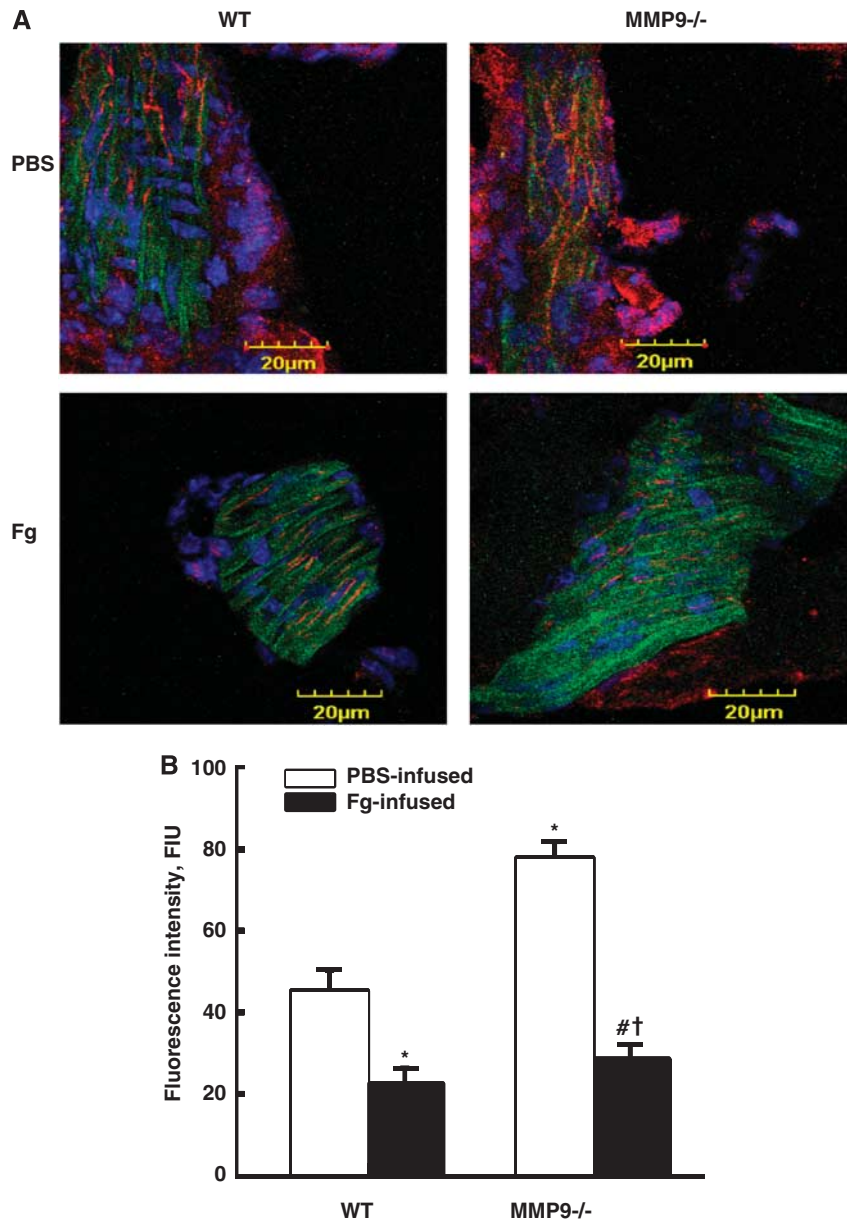 A
WT
MMP9-/-
PBS
20µm
20µm
Fg
20µm
20µm
B
100
80
60
40
20
0
Fluorescence intensity, FIU
PBS-infused
Fg-infused
*
*
#†
WT
MMP9-/-